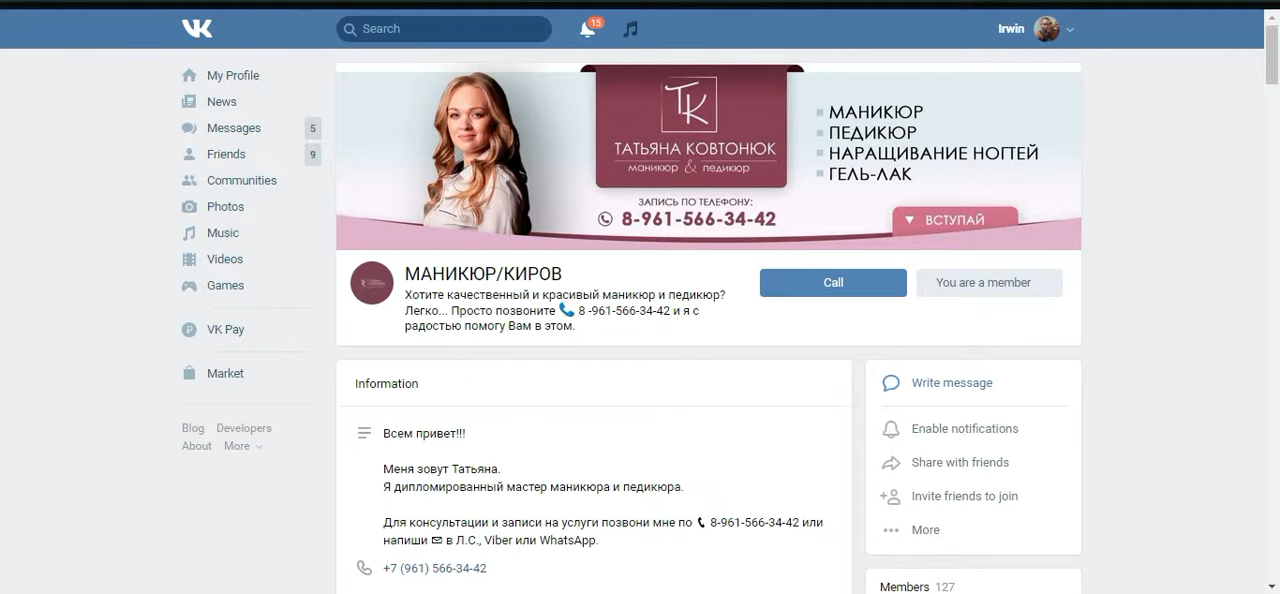 Search
15
Irwin
My Profile
News
Messages 5
Friends 9
Communities
Photos
Music
Videos
Games
VK Pay
Market
Blog Developers
About More
ТК
ТАТЬЯНА КОВТОНЮК
маникюр & педикюр
ЗАПИСЬ ПО ТЕЛЕФОНУ:
8-961-566-34-42
МАНИКЮР
ПЕДИКЮР
НАРАЩИВАНИЕ НОГТЕЙ
ГЕЛЬ-ЛАК
ВСТУПАЙ
МАНИКЮР/КИРОВ
Хотите качественный и красивый маникюр и педикюр?
Легко... Просто позвоните 📞 8 -961-566-34-42 и я с
радостью помогу Вам в этом.
Call
You are a member
Information
Всем привет!!!
Меня зовут Татьяна.
Я дипломированный мастер маникюра и педикюра.
Для консультации и записи на услуги позвони мне по 📞 8-961-566-34-42 или
напиши ✉ в Л.С., Viber или WhatsApp.
+7 (961) 566-34-42
Write message
Enable notifications
Share with friends
Invite friends to join
More
Members 127